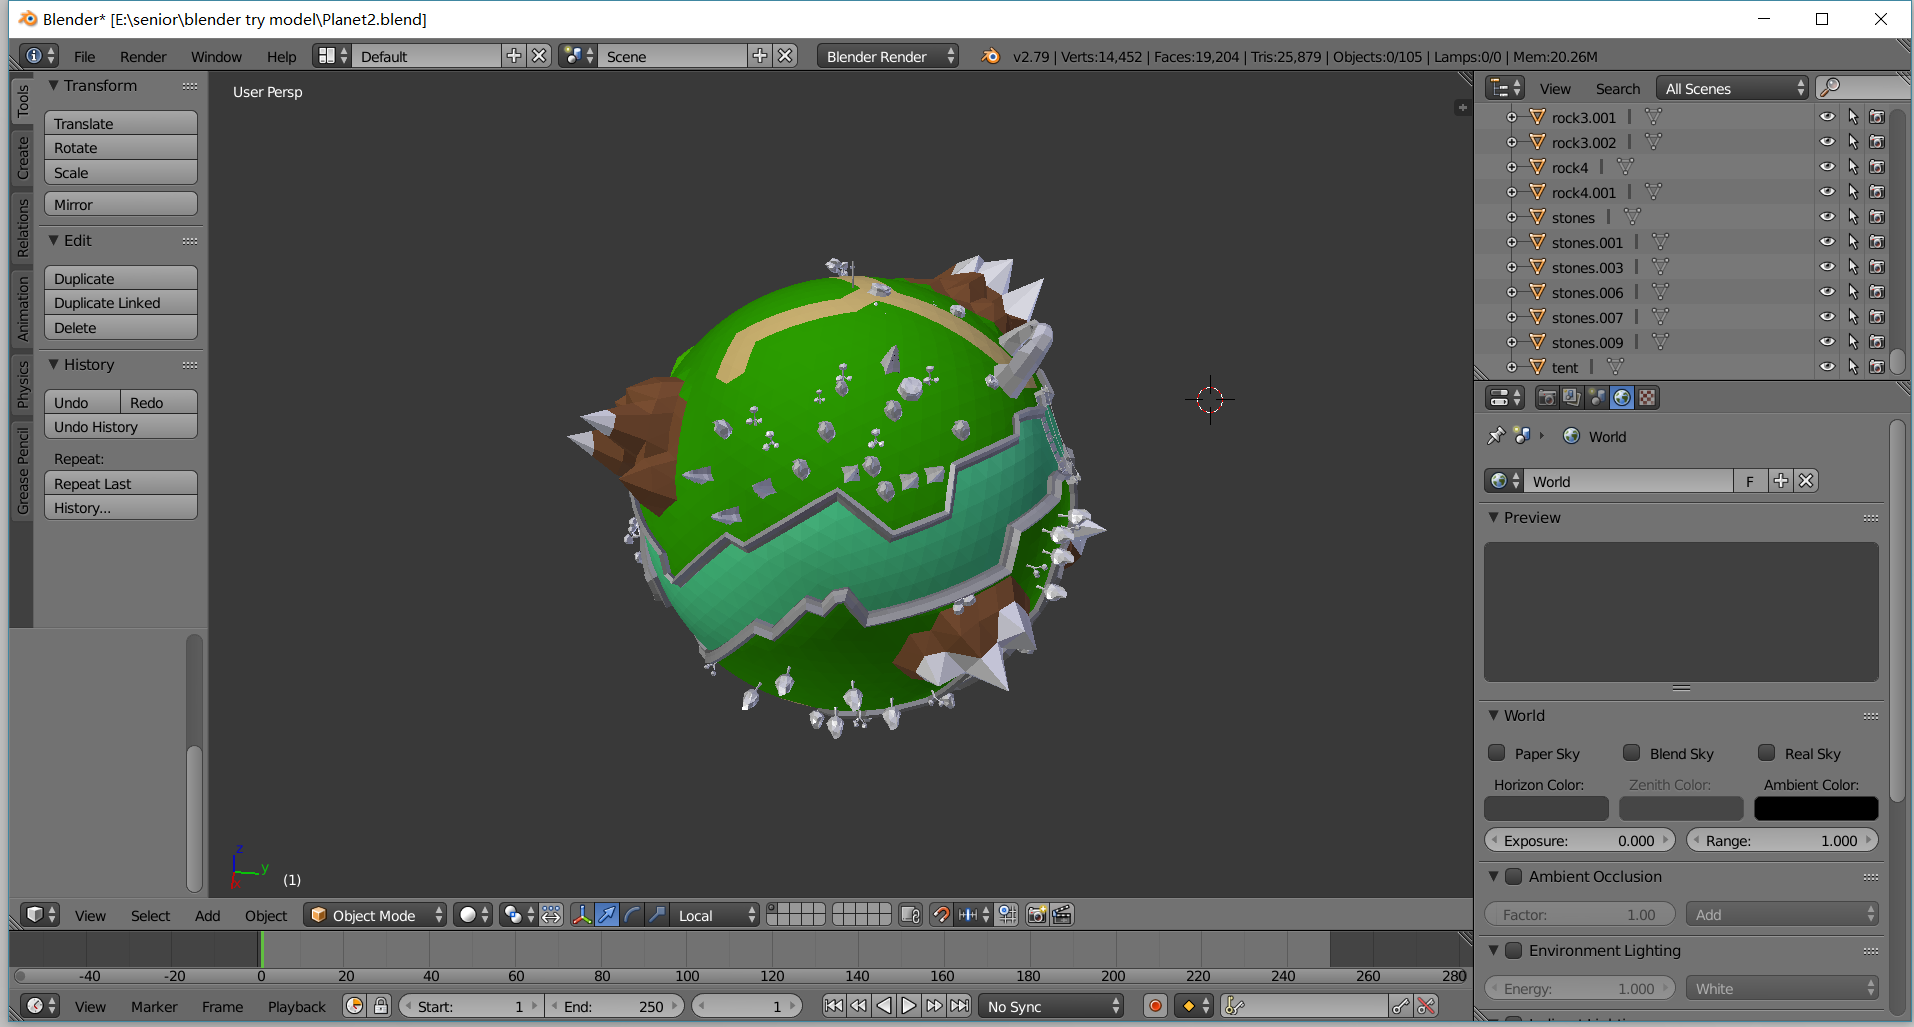 Blender* [E:\senior\blender try model\Planet2.blend]
File Render Window Help Default Scene Blender Render v2.79 | Verts:14,452 | Faces:19,204 | Tris:25,879 | Objects:0/105 | Lamps:0/0 | Mem:20.26M
Tools
Create
Relations
Animation
Physics
Grease Pencil
Transform
Translate
Rotate
Scale
Mirror
Edit
Duplicate
Duplicate Linked
Delete
History
Undo Redo
Undo History
Repeat:
Repeat Last
History...
User Persp
z
y
x
(1)
View Search All Scenes
rock3.001
rock3.002
rock4
rock4.001
stones
stones.001
stones.003
stones.006
stones.007
stones.009
tent
World
World F
Preview
World
Paper Sky Blend Sky Real Sky
Horizon Color: Zenith Color: Ambient Color:
Exposure: 0.000 Range: 1.000
Ambient Occlusion
Factor: 1.00 Add
Environment Lighting
Energy: 1.000 White
View Select Add Object Object Mode Local
-40 -20 0 20 40 60 80 100 120 140 160 180 200 220 240 260 280
View Marker Frame Playback Start: 1 End: 250 1 No Sync